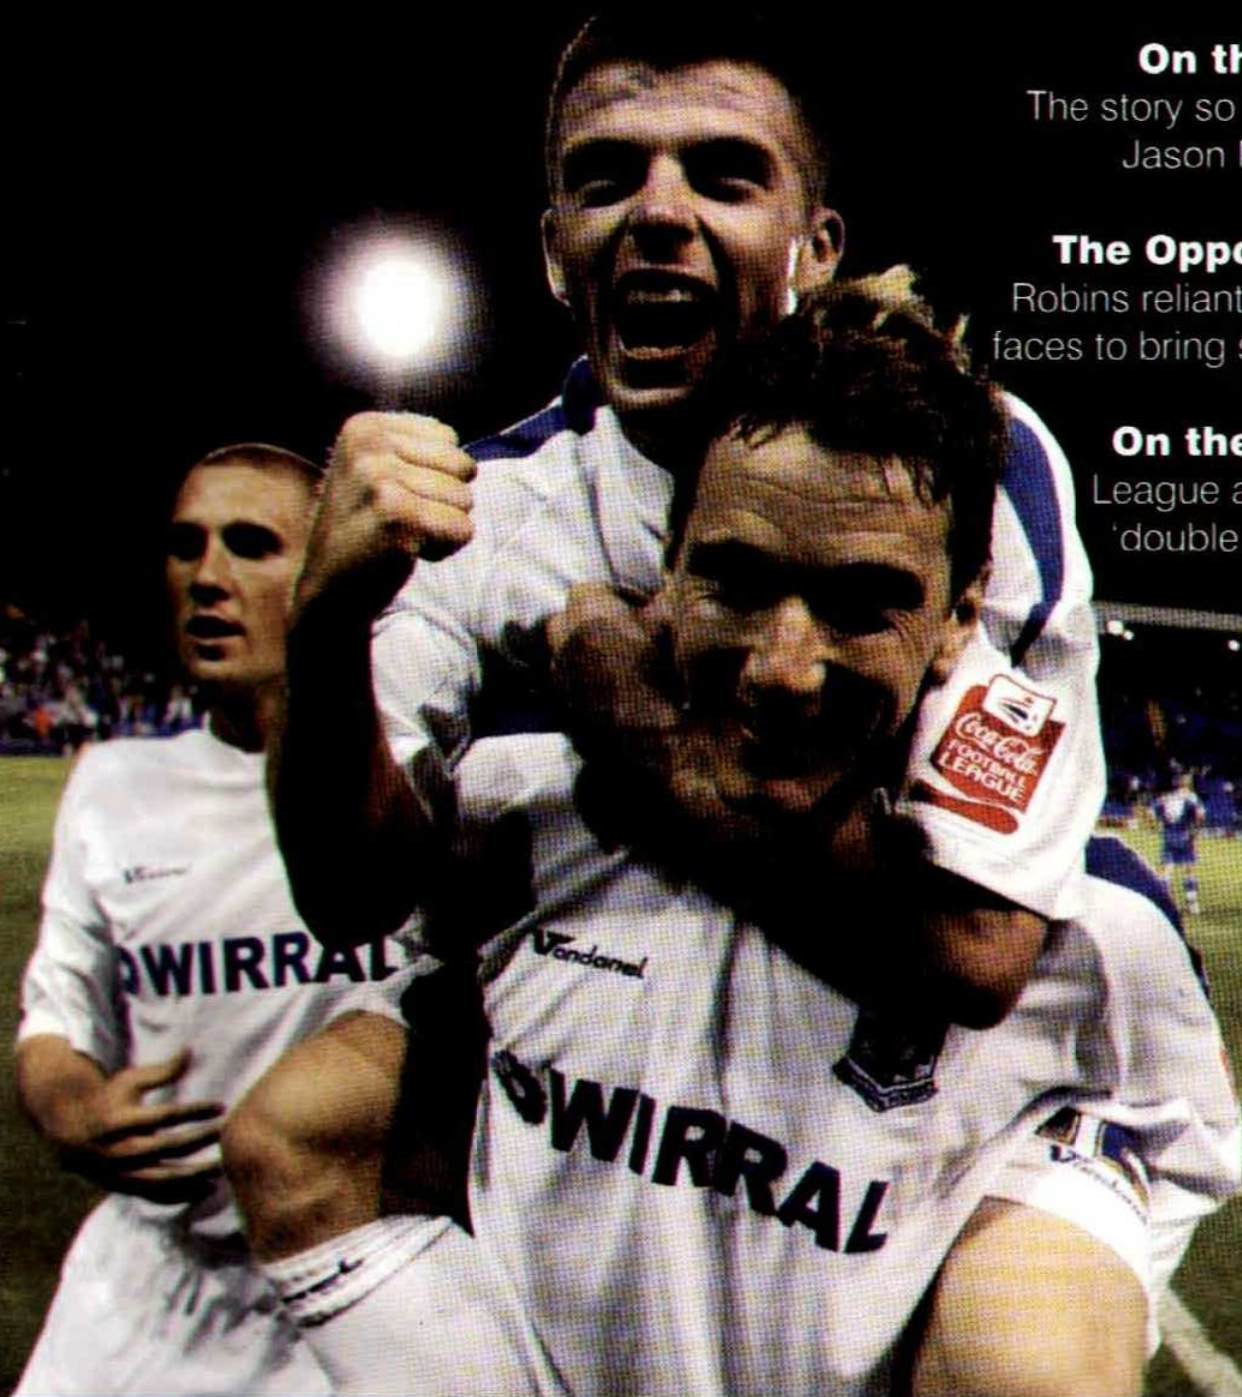 On th
The story so
Jason
The Oppo
Robins reliant
faces to bring s
On the
League a
'double
Coca-Cola
FOOTBALL
LEAGUE
WIRRAL
Vandanel
WIRRAL
Vandanel